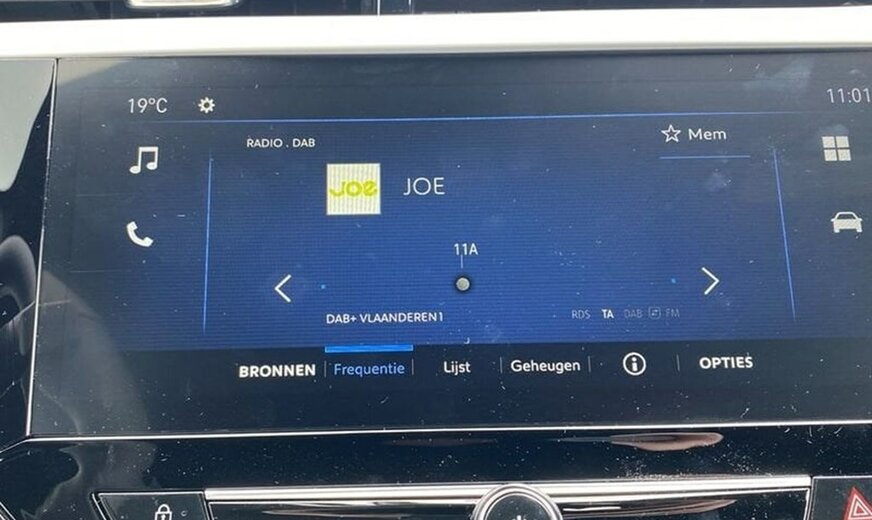 19°C
11:01
RADIO . DAB
Mem
JOE
JOE
11A
DAB+ VLAANDEREN1
RDS TA DAB FM
BRONNEN Frequentie Lijst Geheugen OPTIES